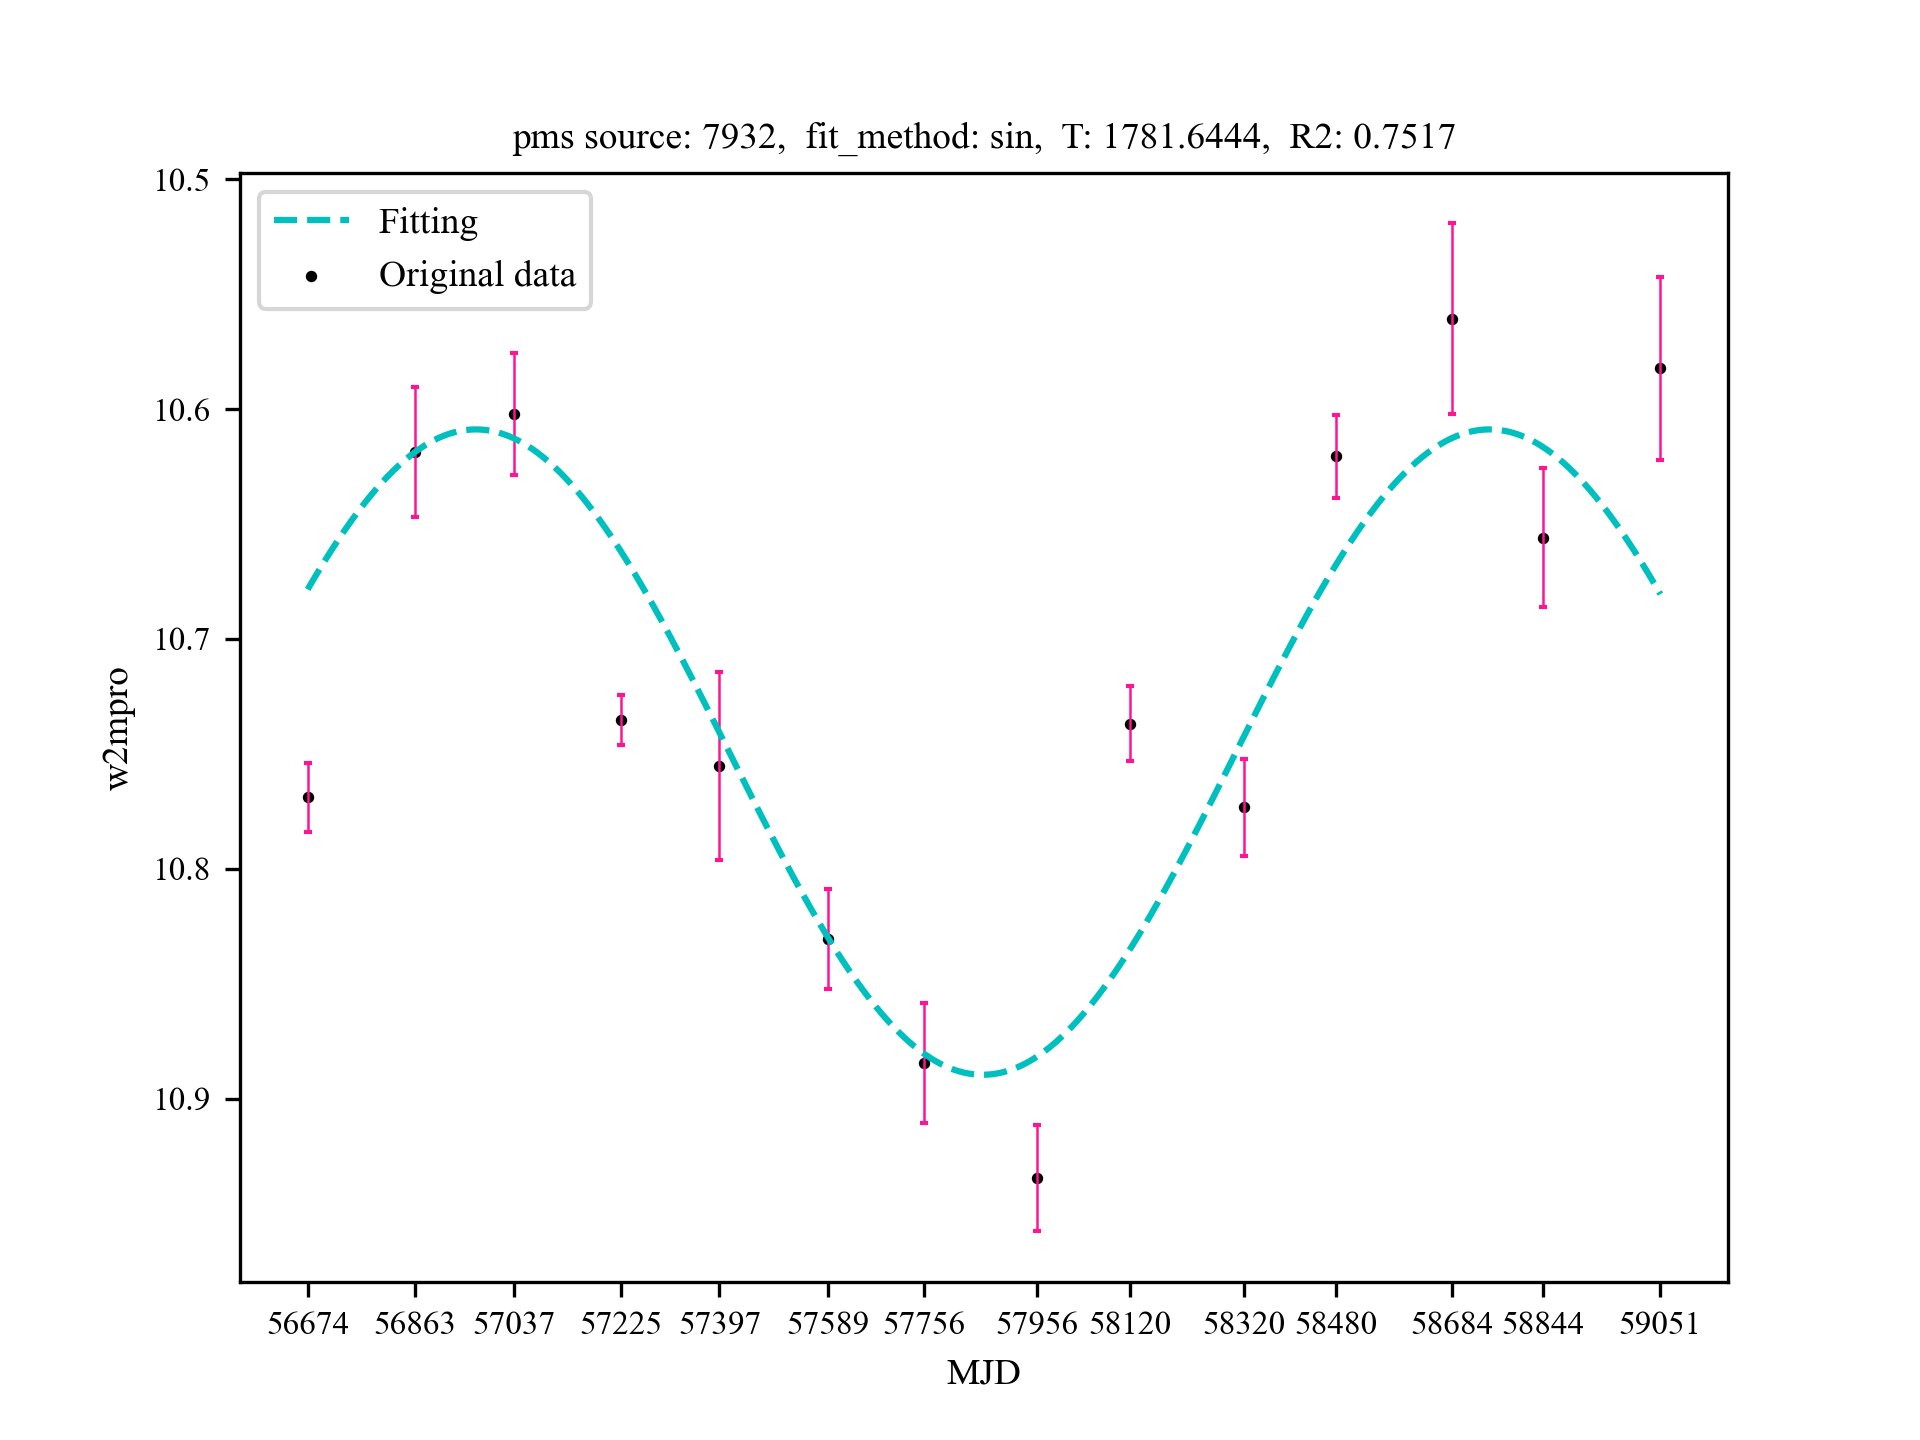 pms source: 7932,  fit_method: sin,  T: 1781.6444,  R2: 0.7517
Fitting
Original data
10.5
10.6
10.7
10.8
10.9
w2mpro
56674 56863 57037 57225 57397 57589 57756 57956 58120 58320 58480 58684 58844 59051
MJD